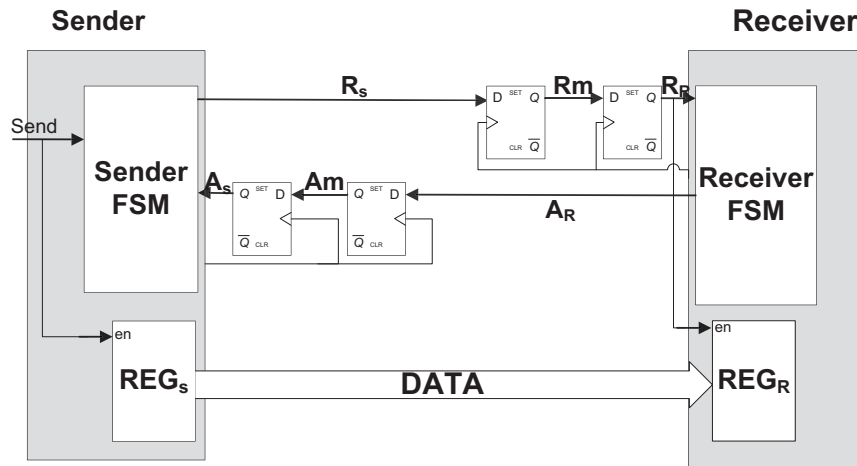 Sender
Receiver
Rs
Rm
RR
D SET Q
CLR Q
D SET Q
CLR Q
Send
Sender
FSM
As
Am
AR
Q SET D
Q CLR
Q SET D
Q CLR
Receiver
FSM
en
REGs
DATA
en
REGR